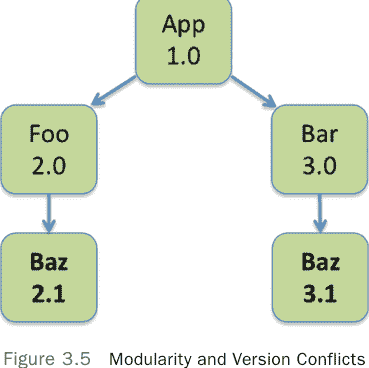 App
1.0
Foo
2.0
Bar
3.0
Baz
2.1
Baz
3.1
Figure 3.5 Modularity and Version Conflicts